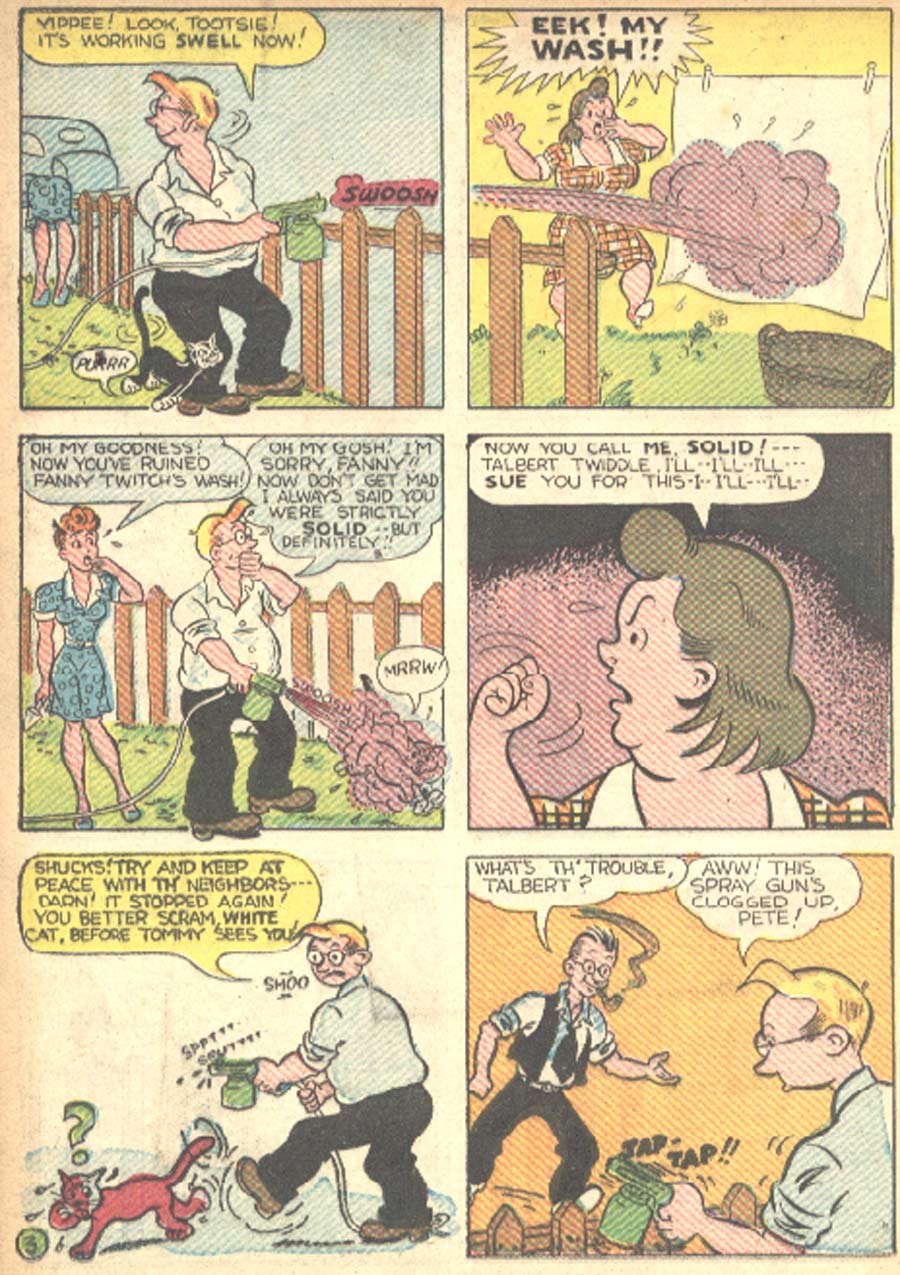 YIPPEE! LOOK, TOOTSIE!
IT'S WORKING SWELL NOW!
SWOOSH
PURRR
EEK! MY
WASH!!
OH MY GOODNESS!
NOW YOU'VE RUINED
FANNY TWITCH'S WASH!
OH MY GOSH! I'M
SORRY, FANNY!!
NOW DON'T GET MAD
I ALWAYS SAID YOU
WERE STRICTLY
SOLID --BUT
DEFINITELY!!
MRRW!
NOW YOU CALL ME, SOLID!---
TALBERT TWIDDLE, I'LL--I'LL--I'LL---
SUE YOU FOR THIS-I--I'LL---I'LL--
SHUCKS! TRY AND KEEP AT
PEACE WITH TH' NEIGHBORS---
DARN! IT STOPPED AGAIN!
YOU BETTER SCRAM, WHITE
CAT, BEFORE TOMMY SEES YOU!
SHOO
?
3
WHAT'S TH' TROUBLE,
TALBERT?
AWW! THIS
SPRAY GUN'S
CLOGGED UP,
PETE!
TAP-
TAP!!